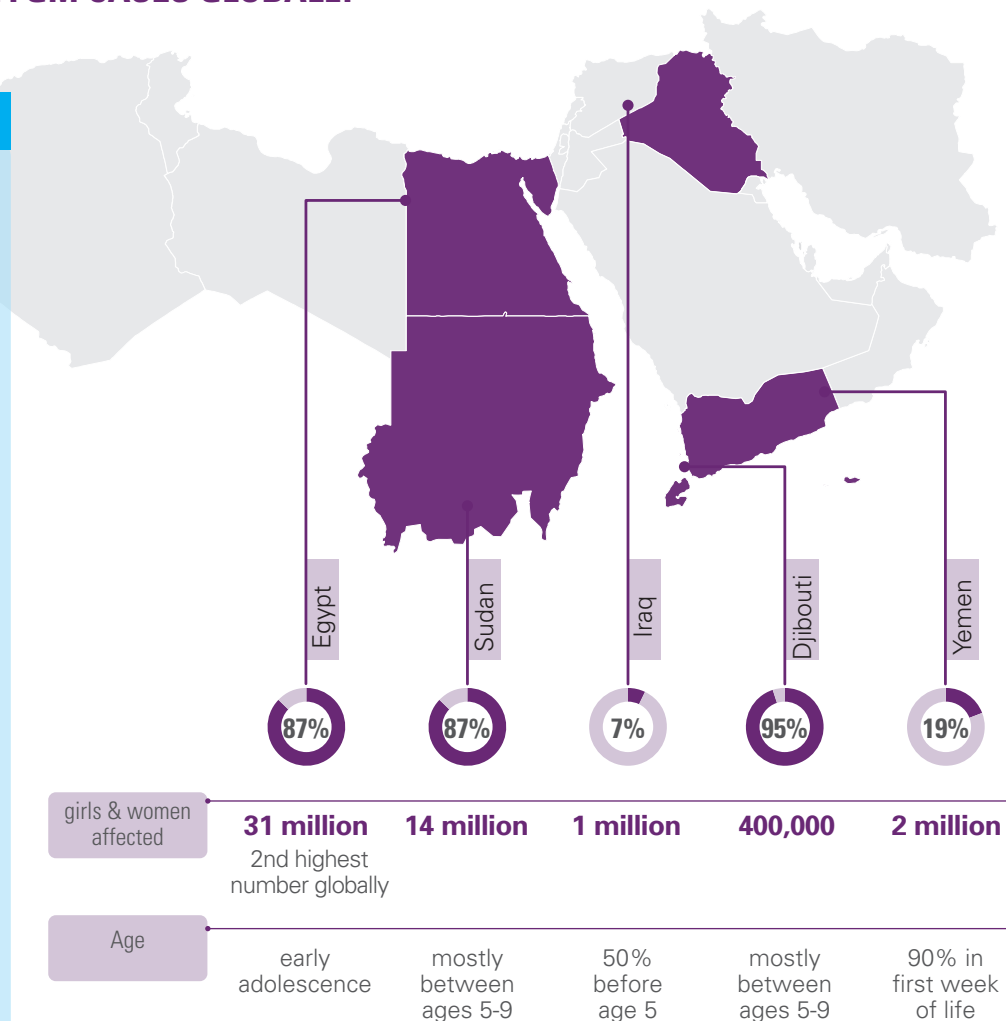 Egypt
Sudan
Iraq
Djibouti
Yemen
87%
87%
7%
95%
19%
girls & women
affected
31 million
14 million
1 million
400,000
2 million
2nd highest
number globally
Age
early
adolescence
mostly
between
ages 5-9
50%
before
age 5
mostly
between
ages 5-9
90% in
first week
of life